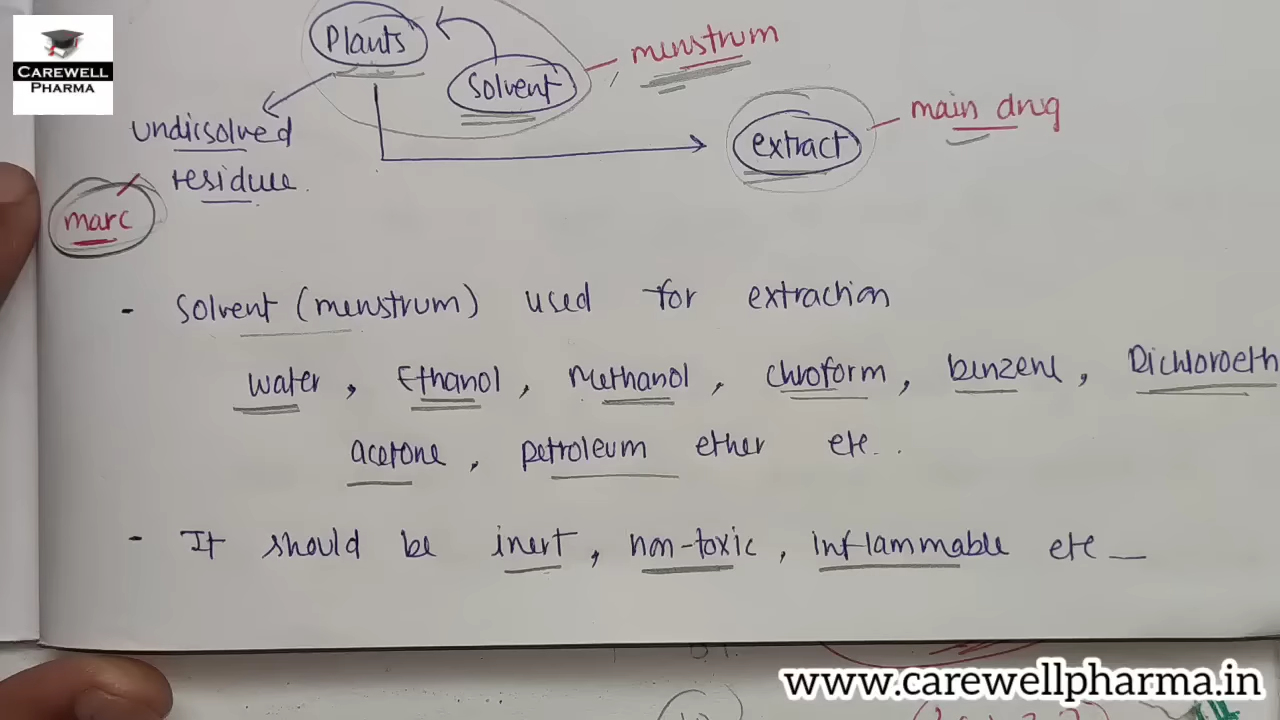 CAREWELL
PHARMA
Plants
Solvent
menstrum
extract
main drug
undissolved
residue.
marc
- Solvent (menstrum) used for extraction
water, Ethanol, Methanol, chloroform, benzene, Dichloroeth
acetone, petroleum ether etc..
- It should be inert, non-toxic, inflammable etc —
www.carewellpharma.in